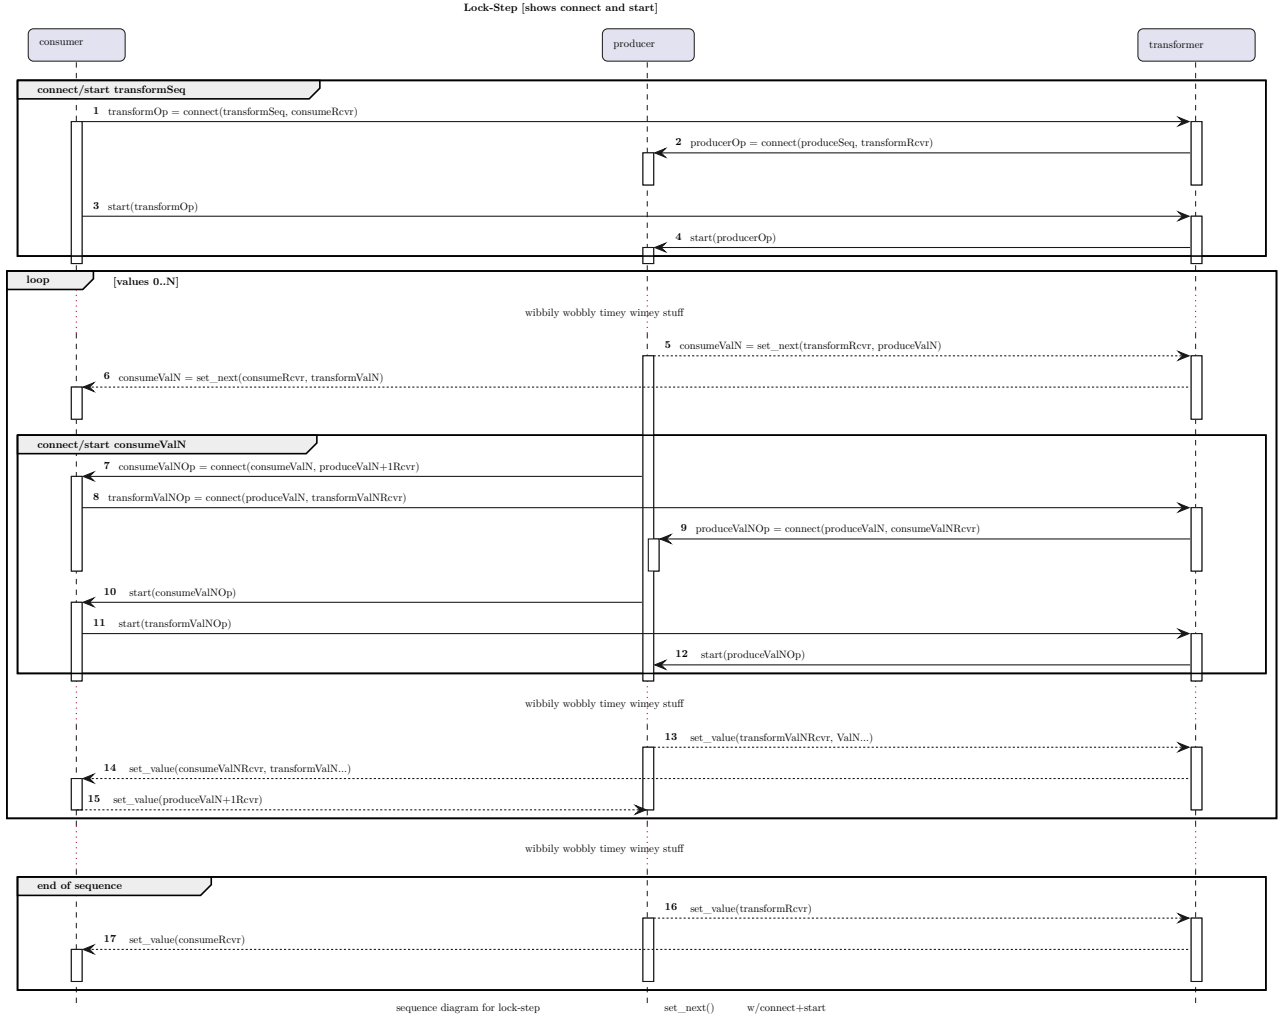 Lock-Step [shows connect and start]
consumer
producer
transformer
connect/start transformSeq
1 transformOp = connect(transformSeq, consumeRcvr)
2 producerOp = connect(produceSeq, transformRcvr)
3 start(transformOp)
4 start(producerOp)
loop [values 0..N]
wibbily wobbly timey wimey stuff
5 consumeValN = set_next(transformRcvr, produceValN)
6 consumeValN = set_next(consumeRcvr, transformValN)
connect/start consumeValN
7 consumeValNOp = connect(consumeValN, produceValN+1Rcvr)
8 transformValNOp = connect(produceValN, transformValNRcvr)
9 produceValNOp = connect(produceValN, consumeValNRcvr)
10 start(consumeValNOp)
11 start(transformValNOp)
12 start(produceValNOp)
wibbily wobbly timey wimey stuff
13 set_value(transformValNRcvr, ValN...)
14 set_value(consumeValNRcvr, transformValN...)
15 set_value(produceValN+1Rcvr)
wibbily wobbly timey wimey stuff
end of sequence
16 set_value(transformRcvr)
17 set_value(consumeRcvr)
sequence diagram for lock-step set_next() w/connect+start